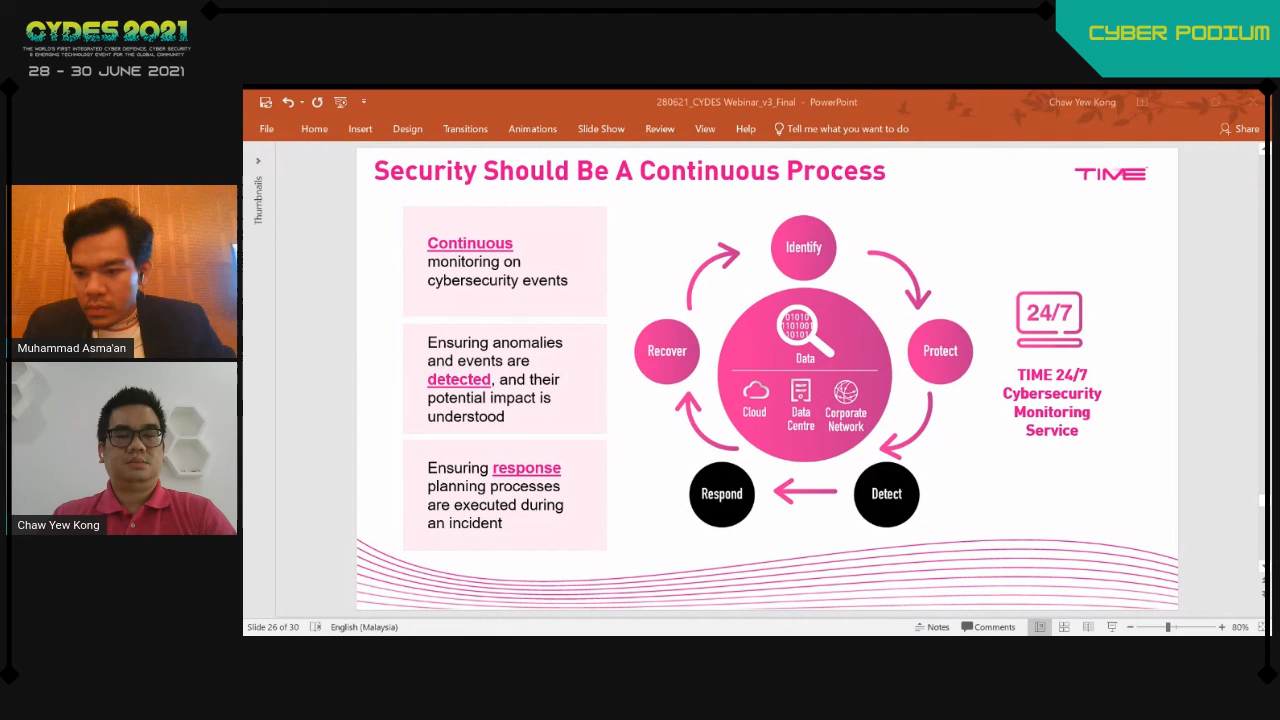 CYDES 2021
THE WORLD'S FIRST INTEGRATED CYBER DEFENCE, CYBER SECURITY
& EMERGING TECHNOLOGY EVENT FOR THE GLOBAL COMMUNITY
28 - 30 JUNE 2021
CYBER PODIUM
280621_CYDES Webinar_v3_Final - PowerPoint
Chaw Yew Kong
File Home Insert Design Transitions Animations Slide Show Review View Help Tell me what you want to do Share
Thumbnails
Security Should Be A Continuous Process
TIME
Continuous
monitoring on
cybersecurity events
Ensuring anomalies
and events are
detected, and their
potential impact is
understood
Ensuring response
planning processes
are executed during
an incident
Identify
Protect
Detect
Respond
Recover
01010
1101001
10101
Data
Cloud
Data
Centre
Corporate
Network
24/7
TIME 24/7
Cybersecurity
Monitoring
Service
Muhammad Asma'an
Chaw Yew Kong
Slide 26 of 30 English (Malaysia) Notes Comments 80%